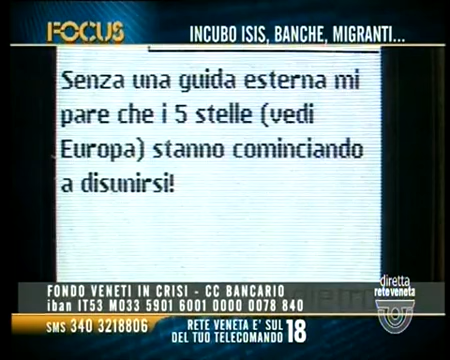 FOCUS
INCUBO ISIS, BANCHE, MIGRANTI...
Senza una guida esterna mi
pare che i 5 stelle (vedi
Europa) stanno cominciando
a disunirsi!
diretta
reteveneta
FONDO VENETI IN CRISI - CC BANCARIO
iban IT53 M033 5901 6001 0000 0078 840
SMS 340 3218806
RETE VENETA E' SUL 18
DEL TUO TELECOMANDO